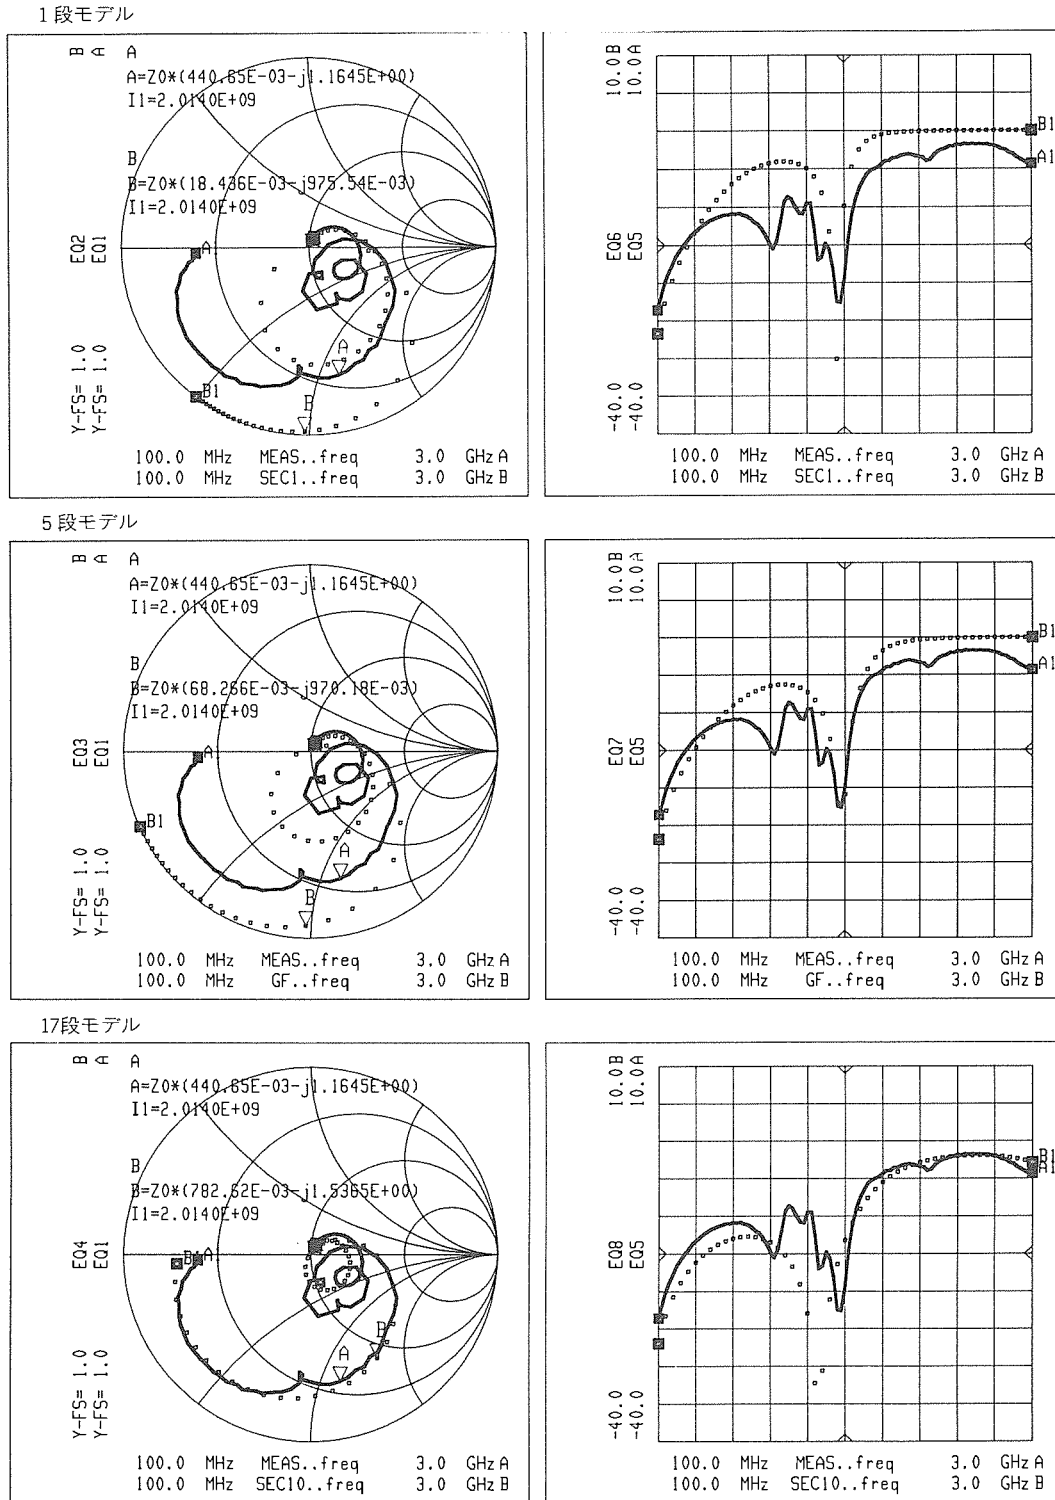 1段モデル
B A A
A=Z0*(440.65E-03-j1.1645E+00)
I1=2.0140E+09
B
B=Z0*(18.436E-03-j975.54E-03)
I1=2.0140E+09
EQ2
EQ1
Y-FS= 1.0
Y-FS= 1.0
A1
B1
A
B
100.0 MHz MEAS..freq 3.0 GHz A
100.0 MHz SEC1..freq 3.0 GHz B
10.0B
10.0A
EQ6
EQ5
-40.0
-40.0
B1
A1
100.0 MHz MEAS..freq 3.0 GHz A
100.0 MHz SEC1..freq 3.0 GHz B
5段モデル
B A A
A=Z0*(440.65E-03-j1.1645E+00)
I1=2.0140E+09
B
B=Z0*(68.266E-03-j970.18E-03)
I1=2.0140E+09
EQ3
EQ1
Y-FS= 1.0
Y-FS= 1.0
A
B1
A
B
100.0 MHz MEAS..freq 3.0 GHz A
100.0 MHz GF..freq 3.0 GHz B
10.0B
10.0A
EQ7
EQ5
-40.0
-40.0
B1
A1
100.0 MHz MEAS..freq 3.0 GHz A
100.0 MHz GF..freq 3.0 GHz B
17段モデル
B A A
A=Z0*(440.65E-03-j1.1645E+00)
I1=2.0140E+09
B
B=Z0*(782.62E-03-j1.5365E+00)
I1=2.0140E+09
EQ4
EQ1
Y-FS= 1.0
Y-FS= 1.0
B A
B
A
100.0 MHz MEAS..freq 3.0 GHz A
100.0 MHz SEC10..freq 3.0 GHz B
10.0B
10.0A
EQ8
EQ5
-40.0
-40.0
B1
A1
100.0 MHz MEAS..freq 3.0 GHz A
100.0 MHz SEC10..freq 3.0 GHz B